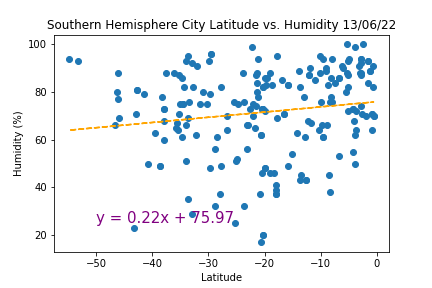 Southern Hemisphere City Latitude vs. Humidity 13/06/22
100
80
60
40
20
Humidity (%)
y = 0.22x + 75.97
−50 −40 −30 −20 −10 0
Latitude